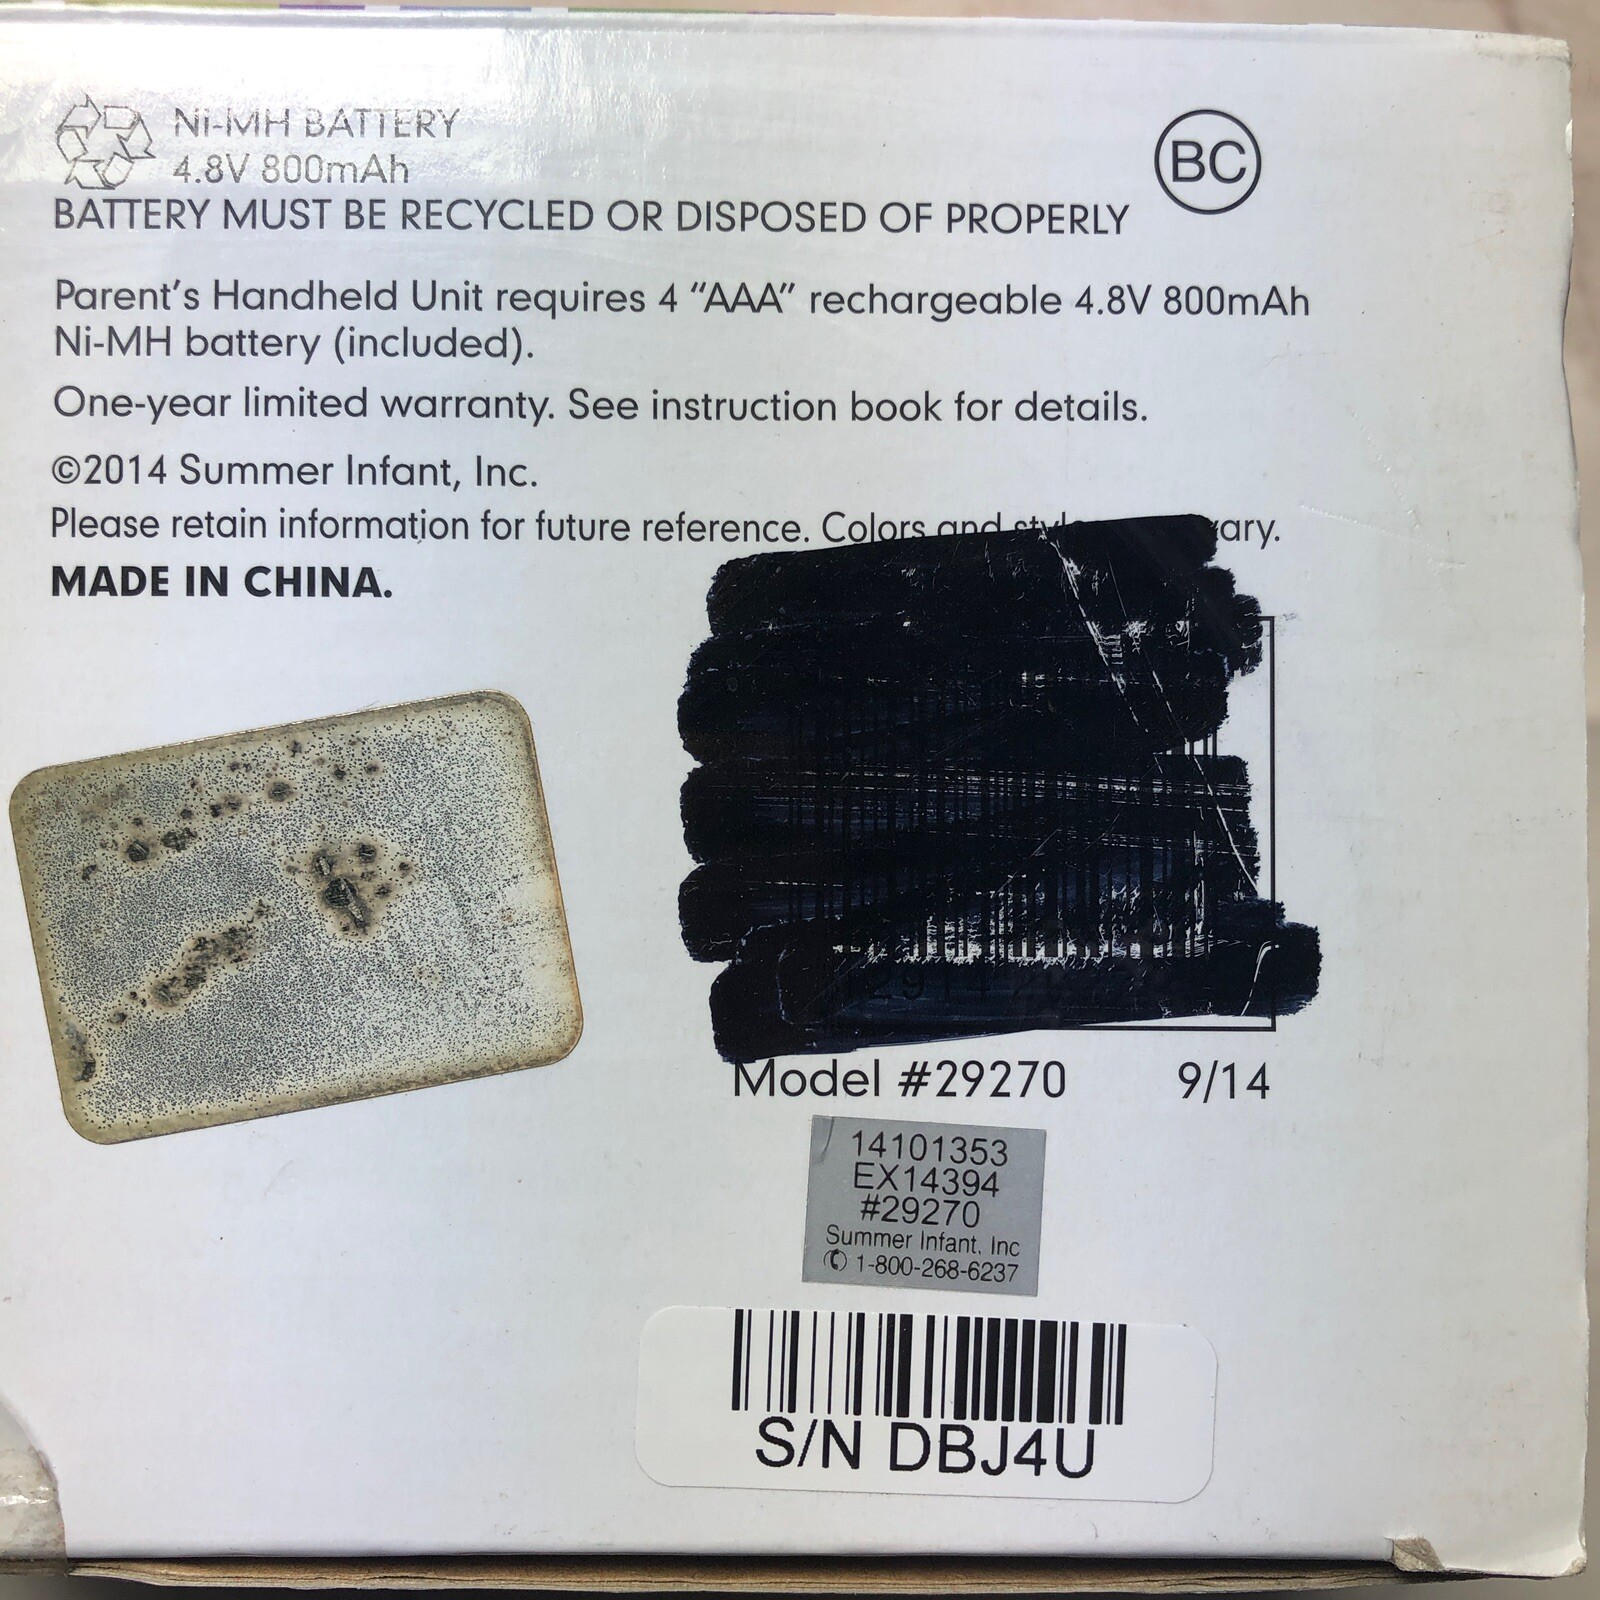 Ni-MH BATTERY
4.8V 800mAh
BC
BATTERY MUST BE RECYCLED OR DISPOSED OF PROPERLY
Parent's Handheld Unit requires 4 "AAA" rechargeable 4.8V 800mAh
Ni-MH battery (included).
One-year limited warranty. See instruction book for details.
©2014 Summer Infant, Inc.
Please retain information for future reference. Colors and
MADE IN CHINA.
Model #29270 9/14
14101353
EX14394
#29270
Summer Infant, Inc
1-800-268-6237
S/N DBJ4U